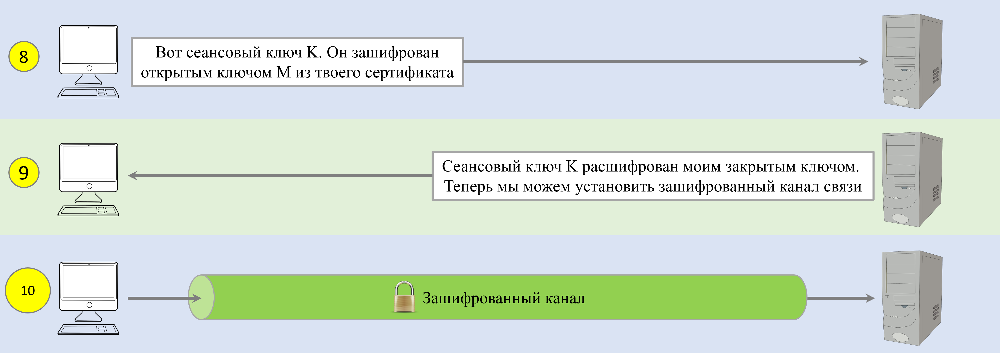 8
Вот сеансовый ключ K. Он зашифрован
открытым ключом M из твоего сертификата
9
Сеансовый ключ K расшифрован моим закрытым ключом.
Теперь мы можем установить зашифрованный канал связи
10
Зашифрованный канал